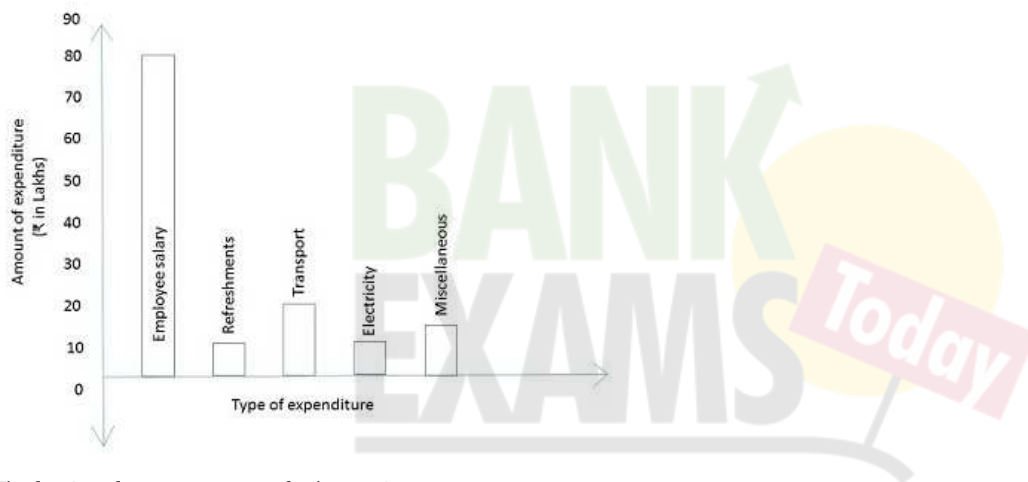 90
80
70
60
50
40
30
20
10
0
Amount of expenditure
(₹ in Lakhs)
Employee salary
Refreshments
Transport
Electricity
Miscellaneous
Type of expenditure
BANK
EXAMS
Today